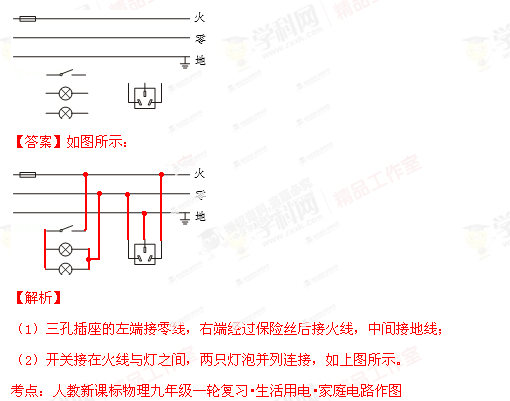 火
零
地
【答案】如图所示；
火
零
地
【解析】
（1）三孔插座的左端接零线，右端经过保险丝后接火线，中间接地线；
（2）开关接在火线与灯之间，两只灯泡并列连接，如上图所示。
考点：人教新课标物理九年级一轮复习•生活用电•家庭电路作图